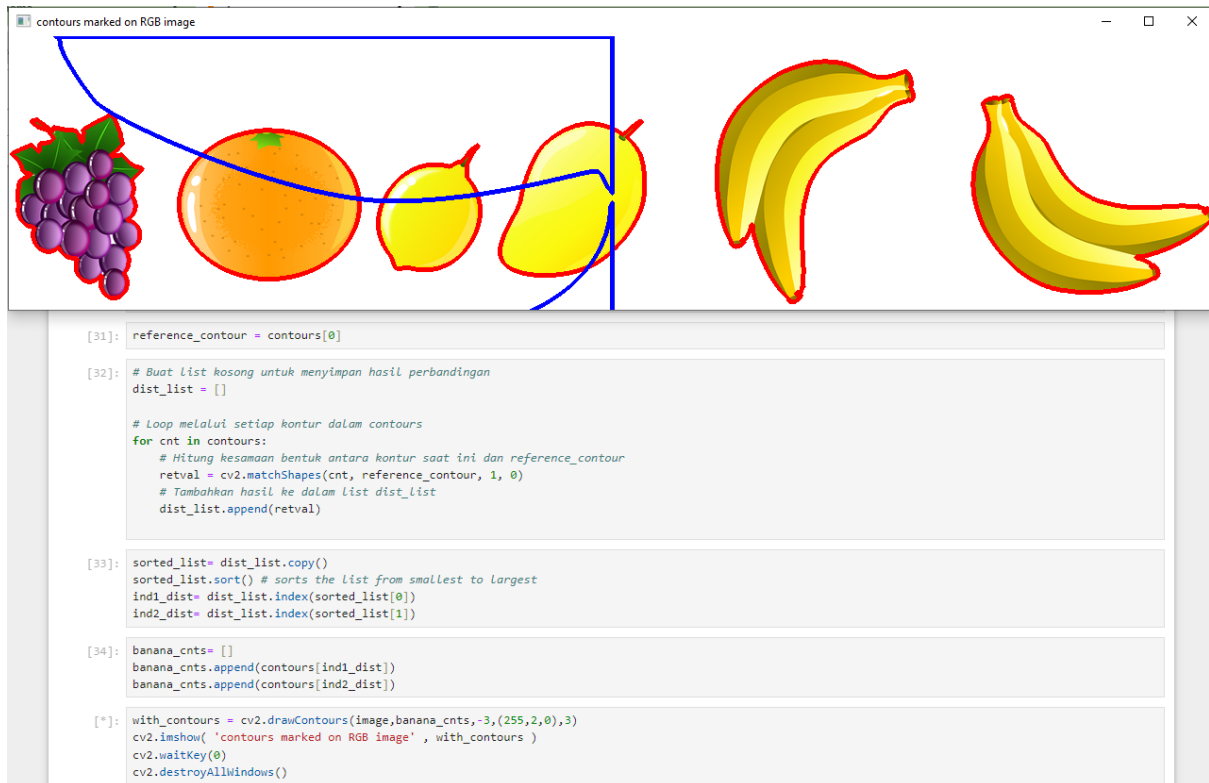 contours marked on RGB image
[31]: reference_contour = contours[0]
[32]: # Buat list kosong untuk menyimpan hasil perbandingan
dist_list = []
# Loop melalui setiap kontur dalam contours
for cnt in contours:
# Hitung kesamaan bentuk antara kontur saat ini dan reference_contour
retval = cv2.matchShapes(cnt, reference_contour, 1, 0)
# Tambahkan hasil ke dalam list dist_list
dist_list.append(retval)
[33]: sorted_list= dist_list.copy()
sorted_list.sort() # sorts the list from smallest to largest
ind1_dist= dist_list.index(sorted_list[0])
ind2_dist= dist_list.index(sorted_list[1])
[34]: banana_cnts= []
banana_cnts.append(contours[ind1_dist])
banana_cnts.append(contours[ind2_dist])
[*]: with_contours = cv2.drawContours(image,banana_cnts,-3,(255,2,0),3)
cv2.imshow( 'contours marked on RGB image' , with_contours )
cv2.waitKey(0)
cv2.destroyAllWindows()